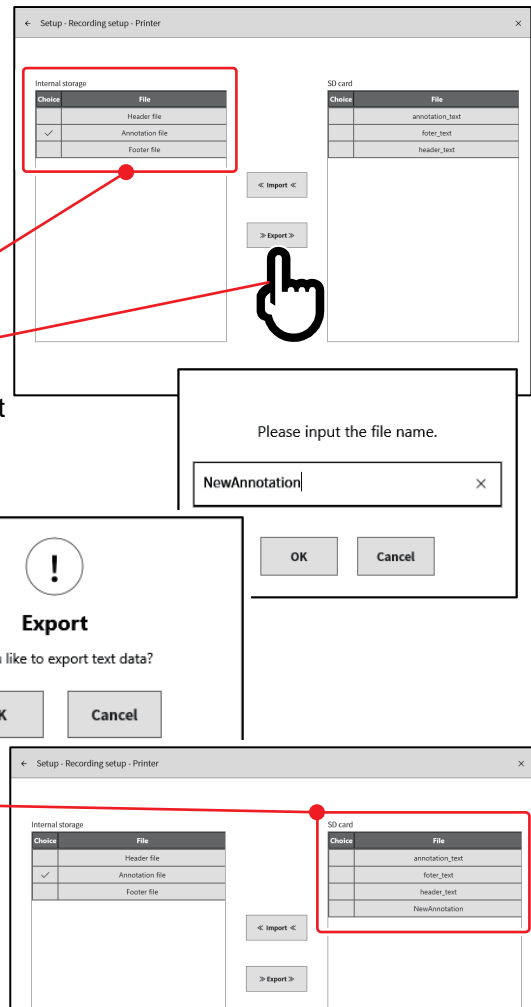 ← Setup - Recording setup - Printer ×
Internal storage
Choice File
Header file
✓ Annotation file
Footer file
SD card
Choice File
annotation_text
foter_text
header_text
≪ Import ≪
≫ Export ≫
t
Please input the file name.
NewAnnotation ×
OK Cancel
!
Export
like to export text data?
K Cancel
← Setup - Recording setup - Printer ×
Internal storage
Choice File
Header file
✓ Annotation file
Footer file
SD card
Choice File
annotation_text
foter_text
header_text
NewAnnotation
≪ Import ≪
≫ Export ≫